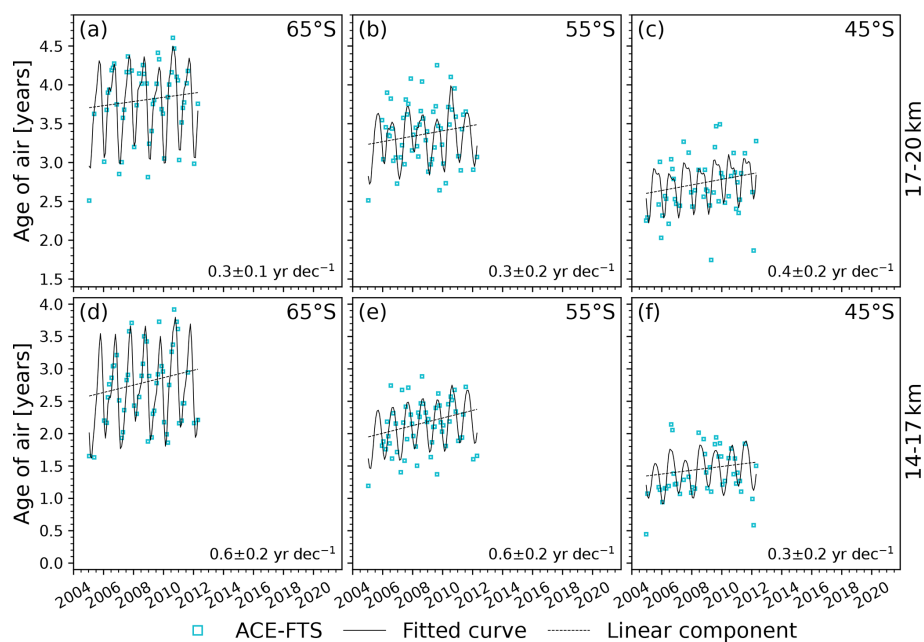 (a) 65°S (b) 55°S (c) 45°S
Age of air [years]
4.5
4.0
3.5
3.0
2.5
2.0
1.5
0.3±0.1 yr dec⁻¹ 0.3±0.2 yr dec⁻¹ 0.4±0.2 yr dec⁻¹
17-20 km
(d) 65°S (e) 55°S (f) 45°S
Age of air [years]
4.0
3.5
3.0
2.5
2.0
1.5
1.0
0.5
0.0
0.6±0.2 yr dec⁻¹ 0.6±0.2 yr dec⁻¹ 0.3±0.2 yr dec⁻¹
14-17 km
2004 2006 2008 2010 2012 2014 2016 2018 2020 2004 2006 2008 2010 2012 2014 2016 2018 2020 2004 2006 2008 2010 2012 2014 2016 2018 2020
ACE-FTS Fitted curve Linear component